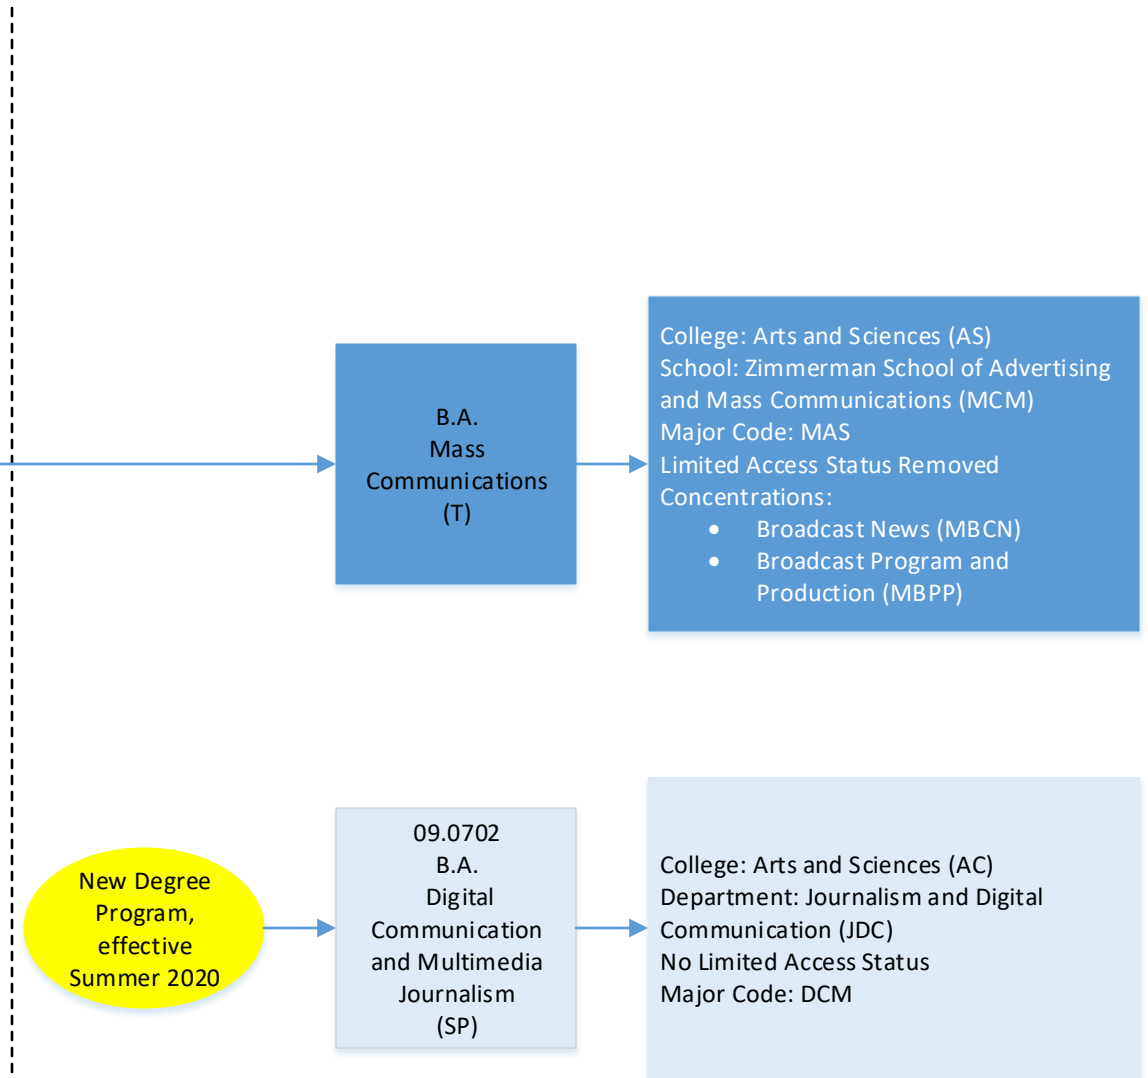 B.A.
Mass
Communications
(T)
College: Arts and Sciences (AS)
School: Zimmerman School of Advertising
and Mass Communications (MCM)
Major Code: MAS
Limited Access Status Removed
Concentrations:
• Broadcast News (MBCN)
• Broadcast Program and
Production (MBPP)
New Degree
Program,
effective
Summer 2020
09.0702
B.A.
Digital
Communication
and Multimedia
Journalism
(SP)
College: Arts and Sciences (AC)
Department: Journalism and Digital
Communication (JDC)
No Limited Access Status
Major Code: DCM